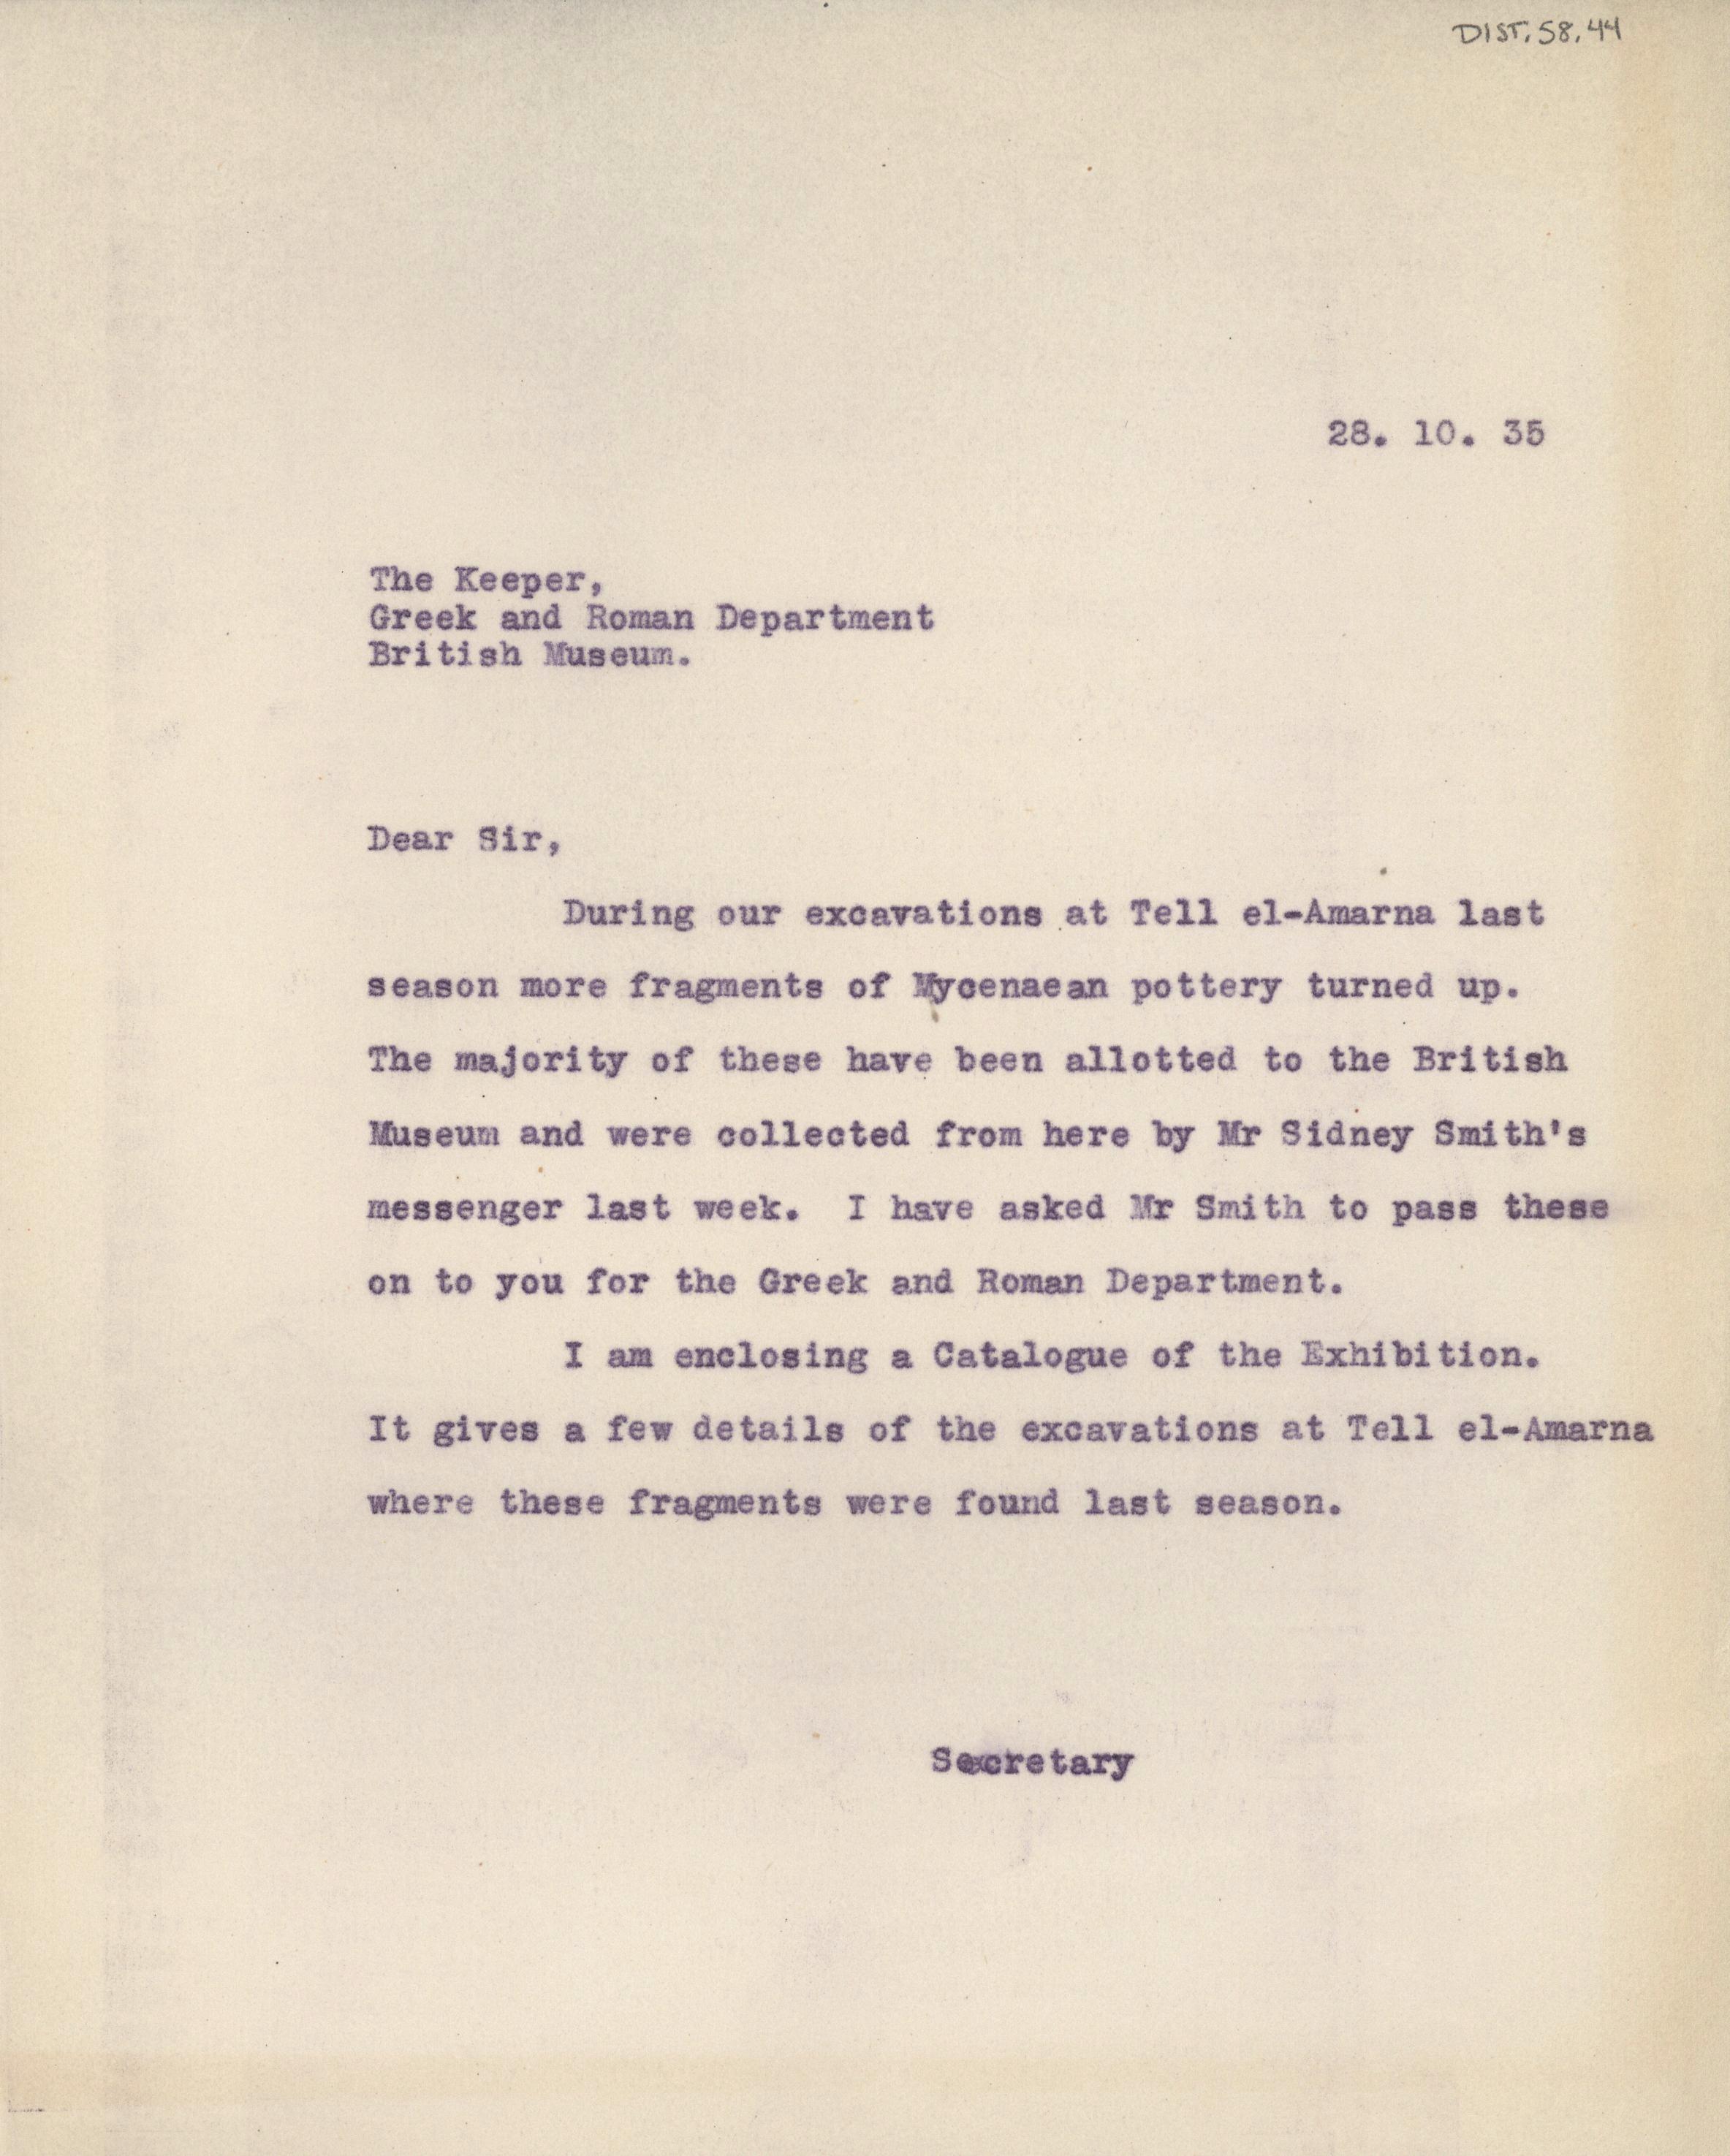 DIST.58.44
28. 10. 35
The Keeper,
Greek and Roman Department
British Museum.
Dear Sir,
During our excavations at Tell el-Amarna last
season more fragments of Mycenaean pottery turned up.
The majority of these have been allotted to the British
Museum and were collected from here by Mr Sidney Smith's
messenger last week. I have asked Mr Smith to pass these
on to you for the Greek and Roman Department.
I am enclosing a Catalogue of the Exhibition.
It gives a few details of the excavations at Tell el-Amarna
where these fragments were found last season.
Secretary